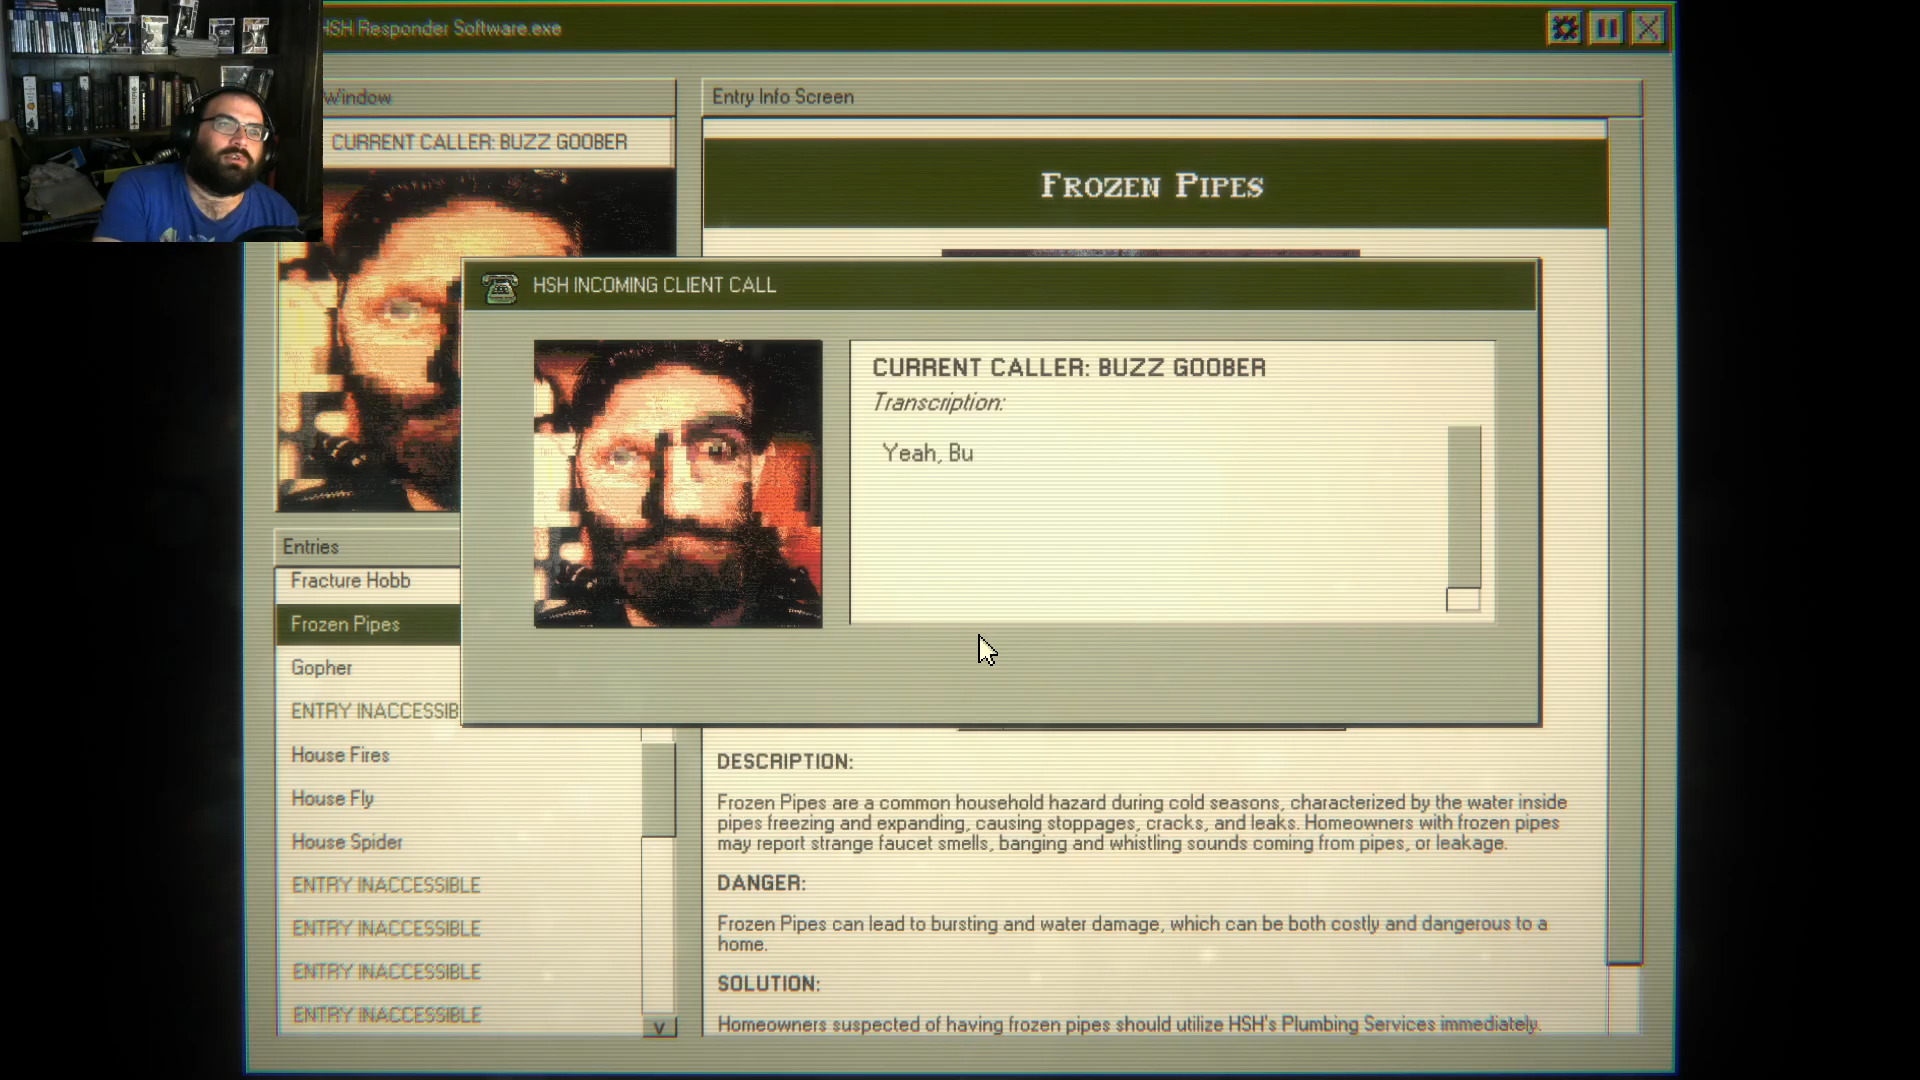 HSH Responder Software.exe
Window
Entry Info Screen
CURRENT CALLER: BUZZ GOOBER
FROZEN PIPES
HSH INCOMING CLIENT CALL
CURRENT CALLER: BUZZ GOOBER
Transcription:
Yeah, Bu
Entries
Fracture Hobb
Frozen Pipes
Gopher
ENTRY INACCESSIB
House Fires
House Fly
House Spider
ENTRY INACCESSIBLE
ENTRY INACCESSIBLE
ENTRY INACCESSIBLE
ENTRY INACCESSIBLE
V
DESCRIPTION:
Frozen Pipes are a common household hazard during cold seasons, characterized by the water inside
pipes freezing and expanding, causing stoppages, cracks, and leaks. Homeowners with frozen pipes
may report strange faucet smells, banging and whistling sounds coming from pipes, or leakage.
DANGER:
Frozen Pipes can lead to bursting and water damage, which can be both costly and dangerous to a
home.
SOLUTION:
Homeowners suspected of having frozen pipes should utilize HSH's Plumbing Services immediately.